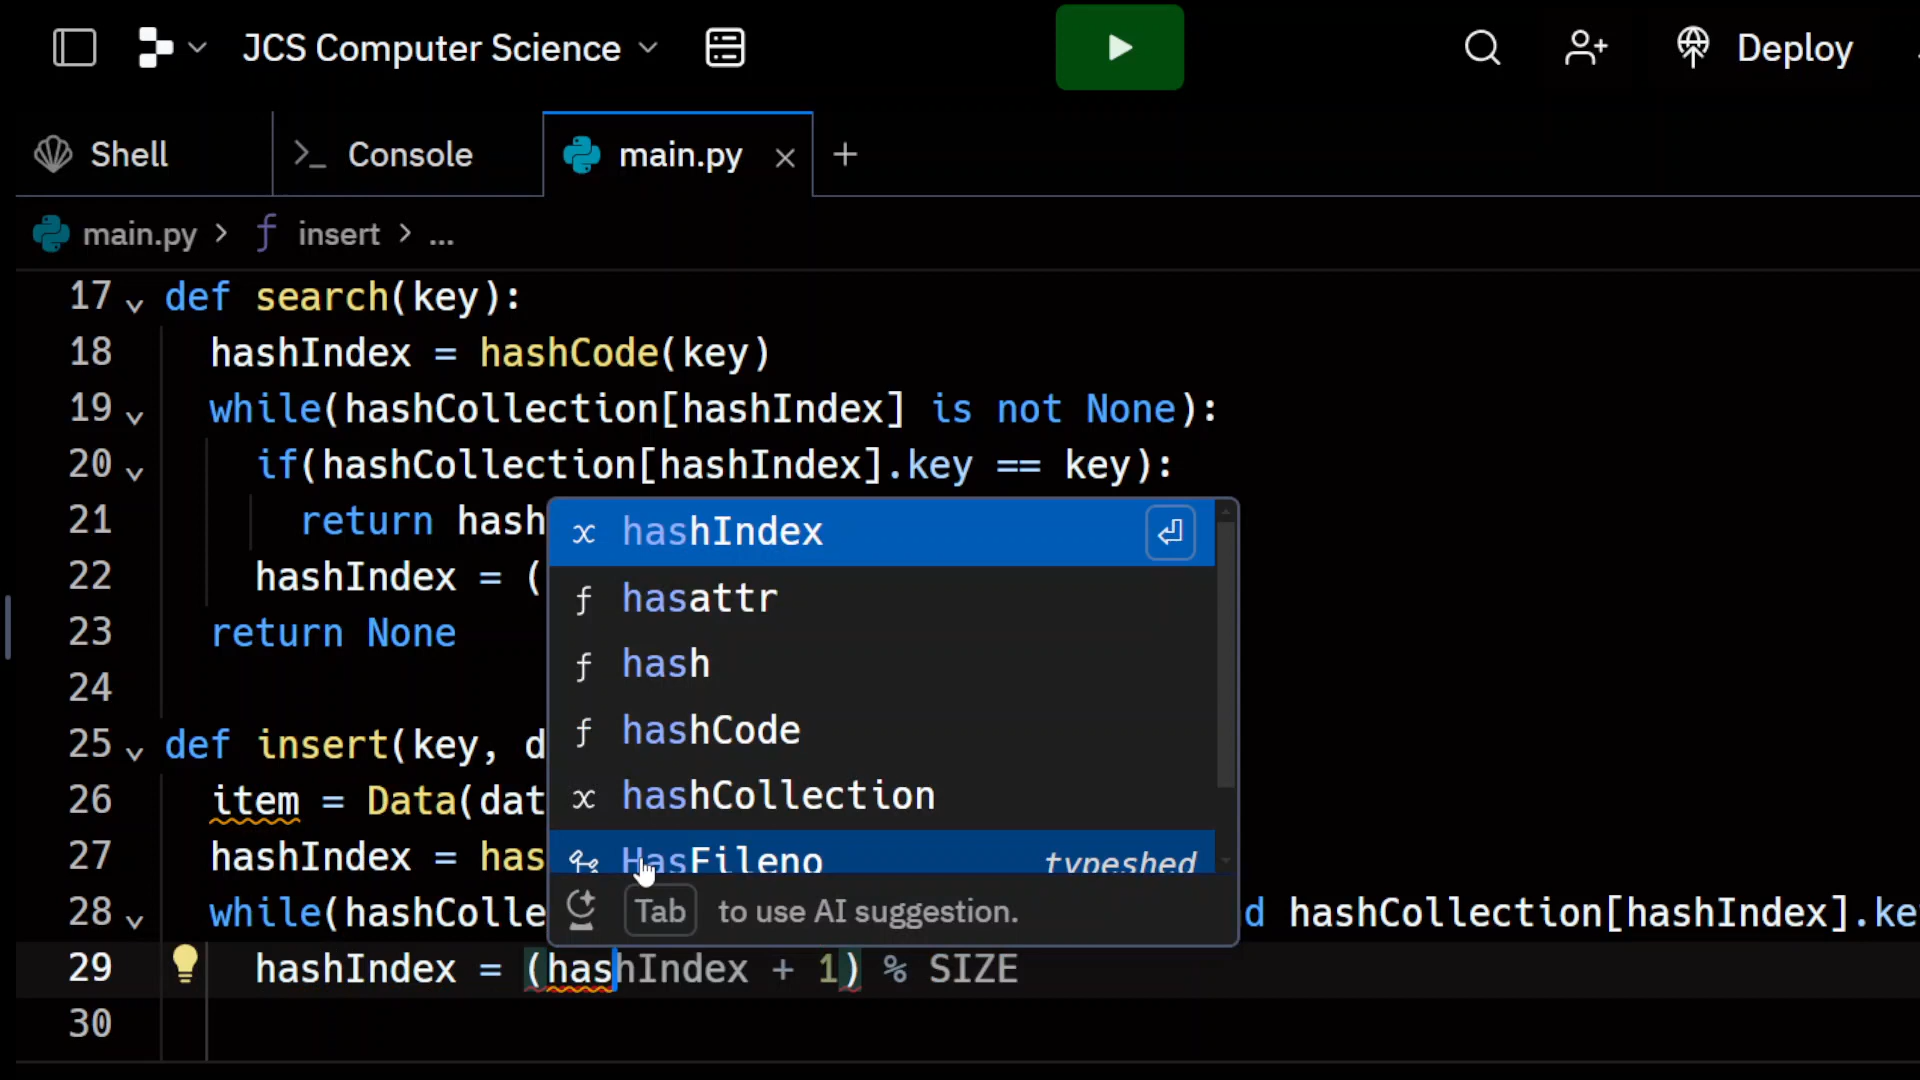 JCS Computer Science
Deploy
Shell
Console
main.py
main.py > insert > ...
17 def search(key):
18 hashIndex = hashCode(key)
19 while(hashCollection[hashIndex] is not None):
20 if(hashCollection[hashIndex].key == key):
21 return hash
22 hashIndex = (
23 return None
24
25 def insert(key, d
26 item = Data(dat
27 hashIndex = has
28 while(hashColle
d hashCollection[hashIndex].ke
29 hashIndex = (hashIndex + 1) % SIZE
30
hashIndex
hasattr
hash
hashCode
hashCollection
HasFileno typeshed
Tab to use AI suggestion.